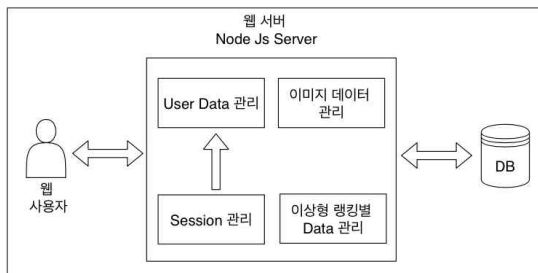 웹 서버
Node Js Server
User Data 관리
이미지 데이터
관리
웹
사용자
DB
Session 관리
이상형 랭킹별
Data 관리